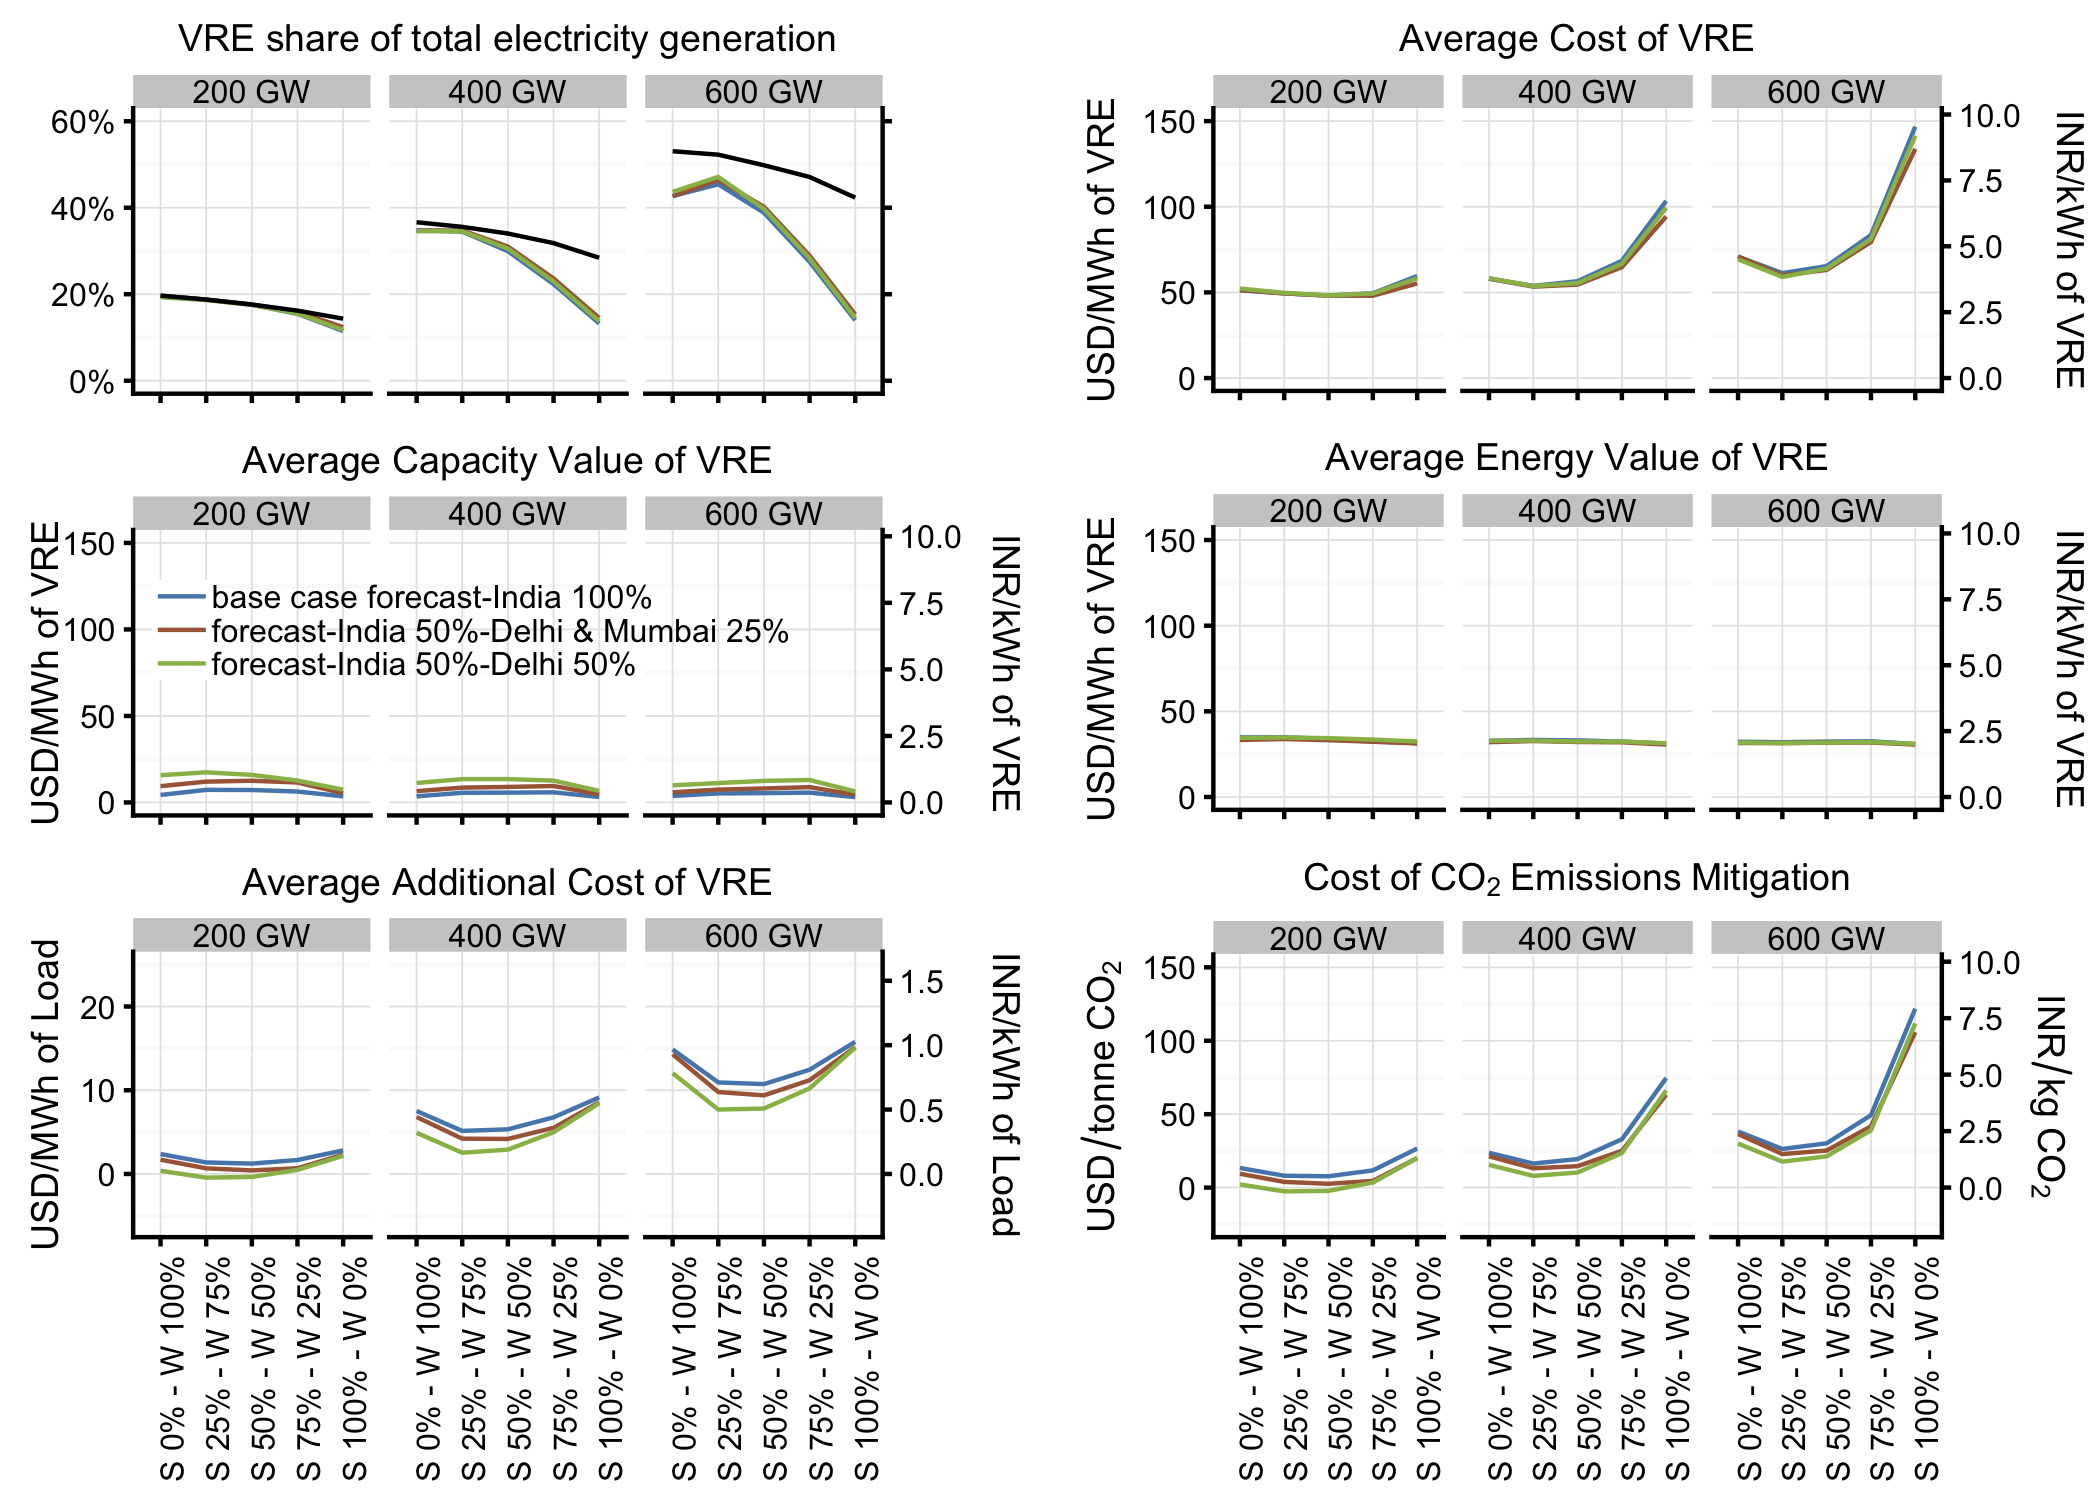 VRE share of total electricity generation
200 GW 400 GW 600 GW
60%
40%
20%
0%
Average Cost of VRE
200 GW 400 GW 600 GW
USD/MWh of VRE
150
100
50
0
10.0
7.5
5.0
2.5
0.0
INR/kWh of VRE
Average Capacity Value of VRE
200 GW 400 GW 600 GW
USD/MWh of VRE
150
100
50
0
base case forecast-India 100%
forecast-India 50%-Delhi & Mumbai 25%
forecast-India 50%-Delhi 50%
10.0
7.5
5.0
2.5
0.0
INR/kWh of VRE
Average Energy Value of VRE
200 GW 400 GW 600 GW
USD/MWh of VRE
150
100
50
0
10.0
7.5
5.0
2.5
0.0
INR/kWh of VRE
Average Additional Cost of VRE
200 GW 400 GW 600 GW
USD/MWh of Load
20
10
0
1.5
1.0
0.5
0.0
INR/kWh of Load
S 0% - W 100%
S 25% - W 75%
S 50% - W 50%
S 75% - W 25%
S 100% - W 0%
S 0% - W 100%
S 25% - W 75%
S 50% - W 50%
S 75% - W 25%
S 100% - W 0%
S 0% - W 100%
S 25% - W 75%
S 50% - W 50%
S 75% - W 25%
S 100% - W 0%
Cost of CO₂ Emissions Mitigation
200 GW 400 GW 600 GW
USD/tonne CO₂
150
100
50
0
10.0
7.5
5.0
2.5
0.0
INR/kg CO₂
S 0% - W 100%
S 25% - W 75%
S 50% - W 50%
S 75% - W 25%
S 100% - W 0%
S 0% - W 100%
S 25% - W 75%
S 50% - W 50%
S 75% - W 25%
S 100% - W 0%
S 0% - W 100%
S 25% - W 75%
S 50% - W 50%
S 75% - W 25%
S 100% - W 0%